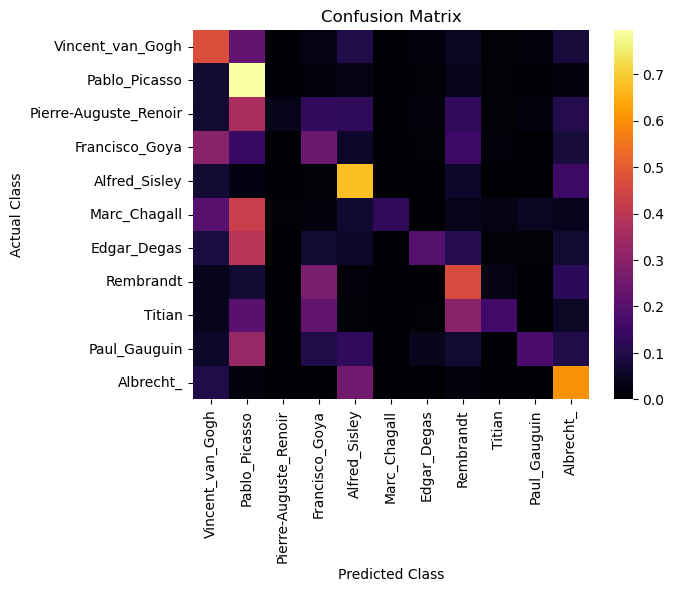 Confusion Matrix
Actual Class
Vincent_van_Gogh
Pablo_Picasso
Pierre-Auguste_Renoir
Francisco_Goya
Alfred_Sisley
Marc_Chagall
Edgar_Degas
Rembrandt
Titian
Paul_Gauguin
Albrecht_
0.7
0.6
0.5
0.4
0.3
0.2
0.1
0.0
Vincent_van_Gogh
Pablo_Picasso
Pierre-Auguste_Renoir
Francisco_Goya
Alfred_Sisley
Marc_Chagall
Edgar_Degas
Rembrandt
Titian
Paul_Gauguin
Albrecht_
Predicted Class